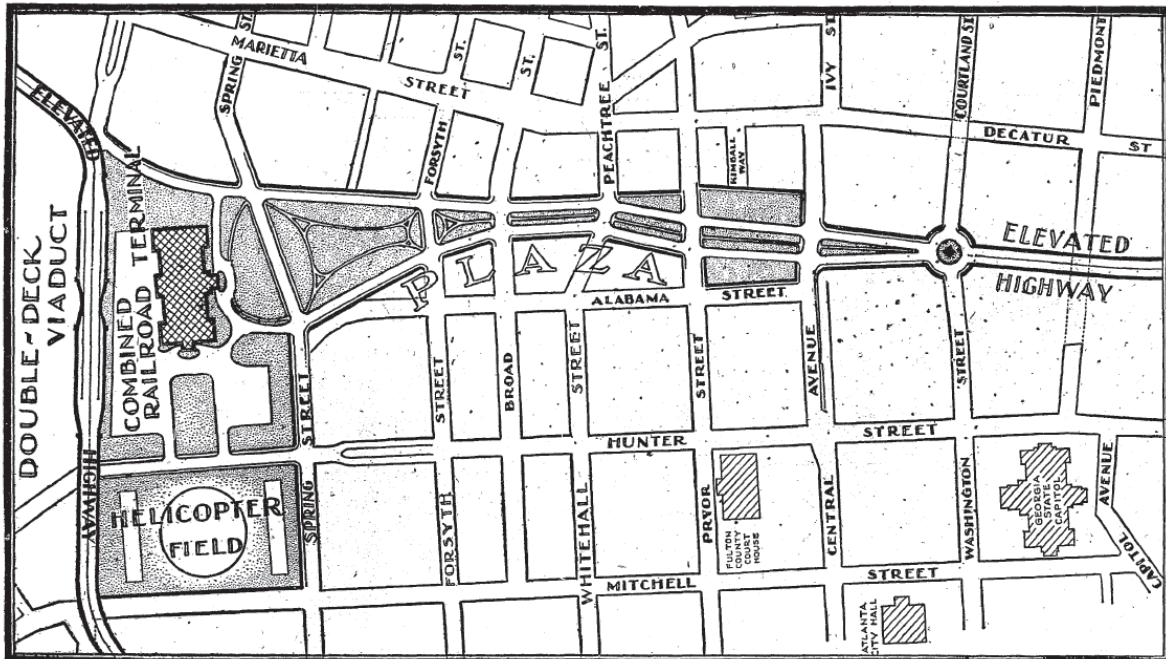 SPRING
ST.
MARIETTA
STREET
ST.
ST.
ST.
PEACHTREE
IVY ST.
COURTLAND ST.
PIEDMONT
DECATUR
ST
ELEVATED
FORSYTH
KIMBALL
WAY
DOUBLE-DECK
VIADUCT
COMBINED
RAILROAD TERMINAL
PLAZA
ELEVATED
HIGHWAY
ALABAMA
STREET
STREET
STREET
BROAD
STREET
STREET
AVENUE
STREET
HUNTER
STREET
HIGHWAY
HELICOPTER
FIELD
SPRING
FORSYTH
WHITEHALL
PRYOR
FULTON
COUNTY
COURT
HOUSE
CENTRAL
WASHINGTON
GEORGIA
STATE
CAPITOL
CAPITOL
AVENUE
MITCHELL
STREET
ATLANTA
CITY HALL